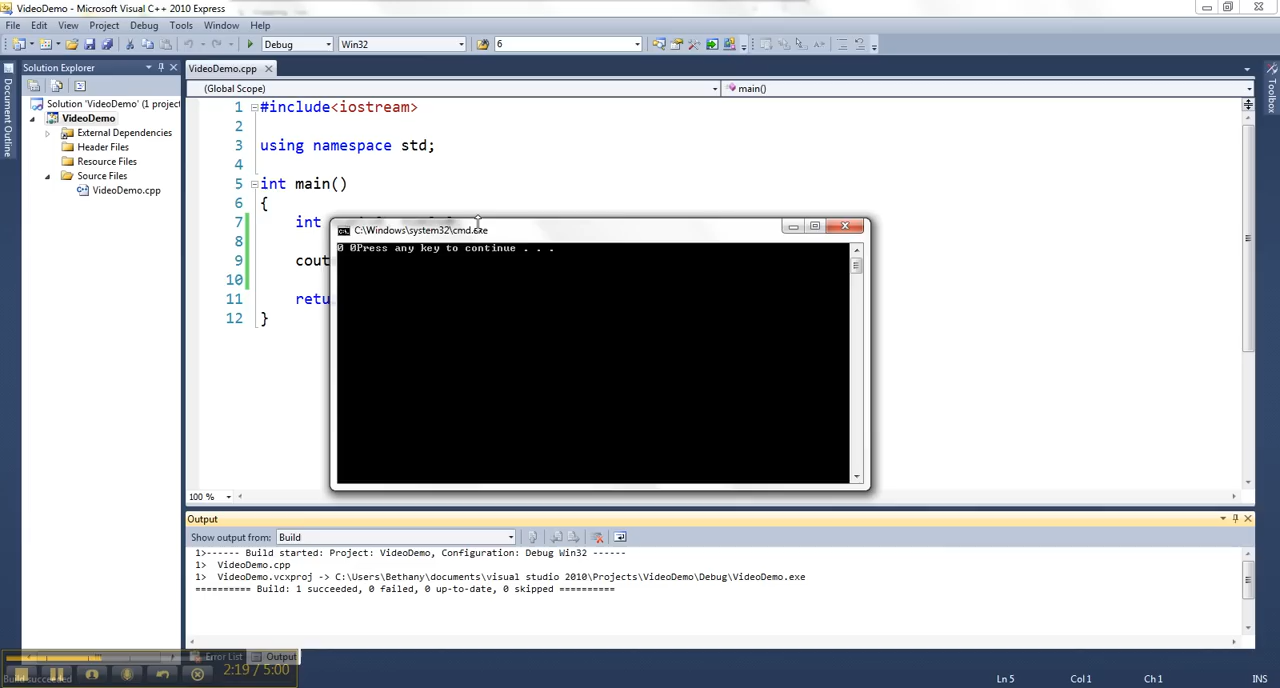 VideoDemo - Microsoft Visual C++ 2010 Express
File Edit View Project Debug Tools Window Help
Debug Win32 6
Solution Explorer
VideoDemo.cpp
(Global Scope) main()
Document Outline
Toolbox
Solution 'VideoDemo' (1 project
VideoDemo
External Dependencies
Header Files
Resource Files
Source Files
VideoDemo.cpp
1 #include<iostream>
2
3 using namespace std;
4
5 int main()
6 {
7 int
8
9 cout
10
11 retu
12 }
C:\Windows\system32\cmd.exe
0 0Press any key to continue . . .
100 %
Output
Show output from: Build
1>------ Build started: Project: VideoDemo, Configuration: Debug Win32 ------
1> VideoDemo.cpp
1> VideoDemo.vcxproj -> C:\Users\Bethany\documents\visual studio 2010\Projects\VideoDemo\Debug\VideoDemo.exe
========== Build: 1 succeeded, 0 failed, 0 up-to-date, 0 skipped ==========
Error List Output
2:19 / 5:00
Build succeeded
Ln 5 Col 1 Ch 1 INS